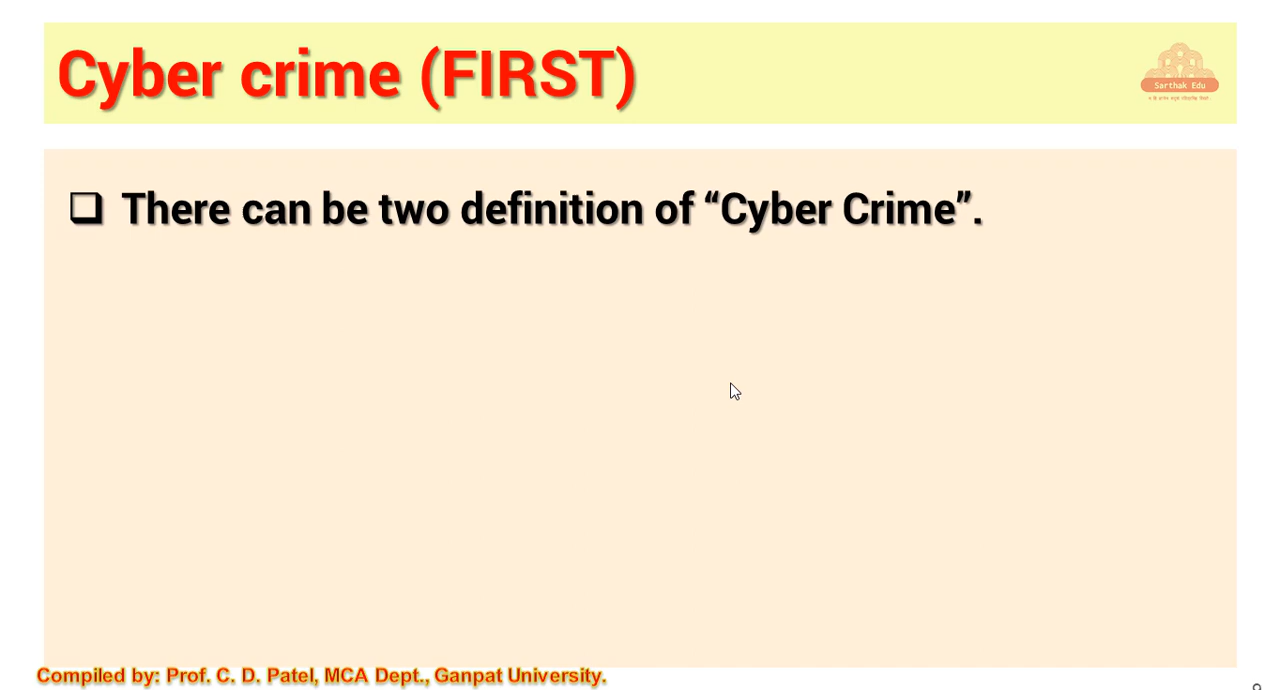 Cyber crime (FIRST)
Sarthak Edu
There can be two definition of “Cyber Crime”.
Compiled by: Prof. C. D. Patel, MCA Dept., Ganpat University.